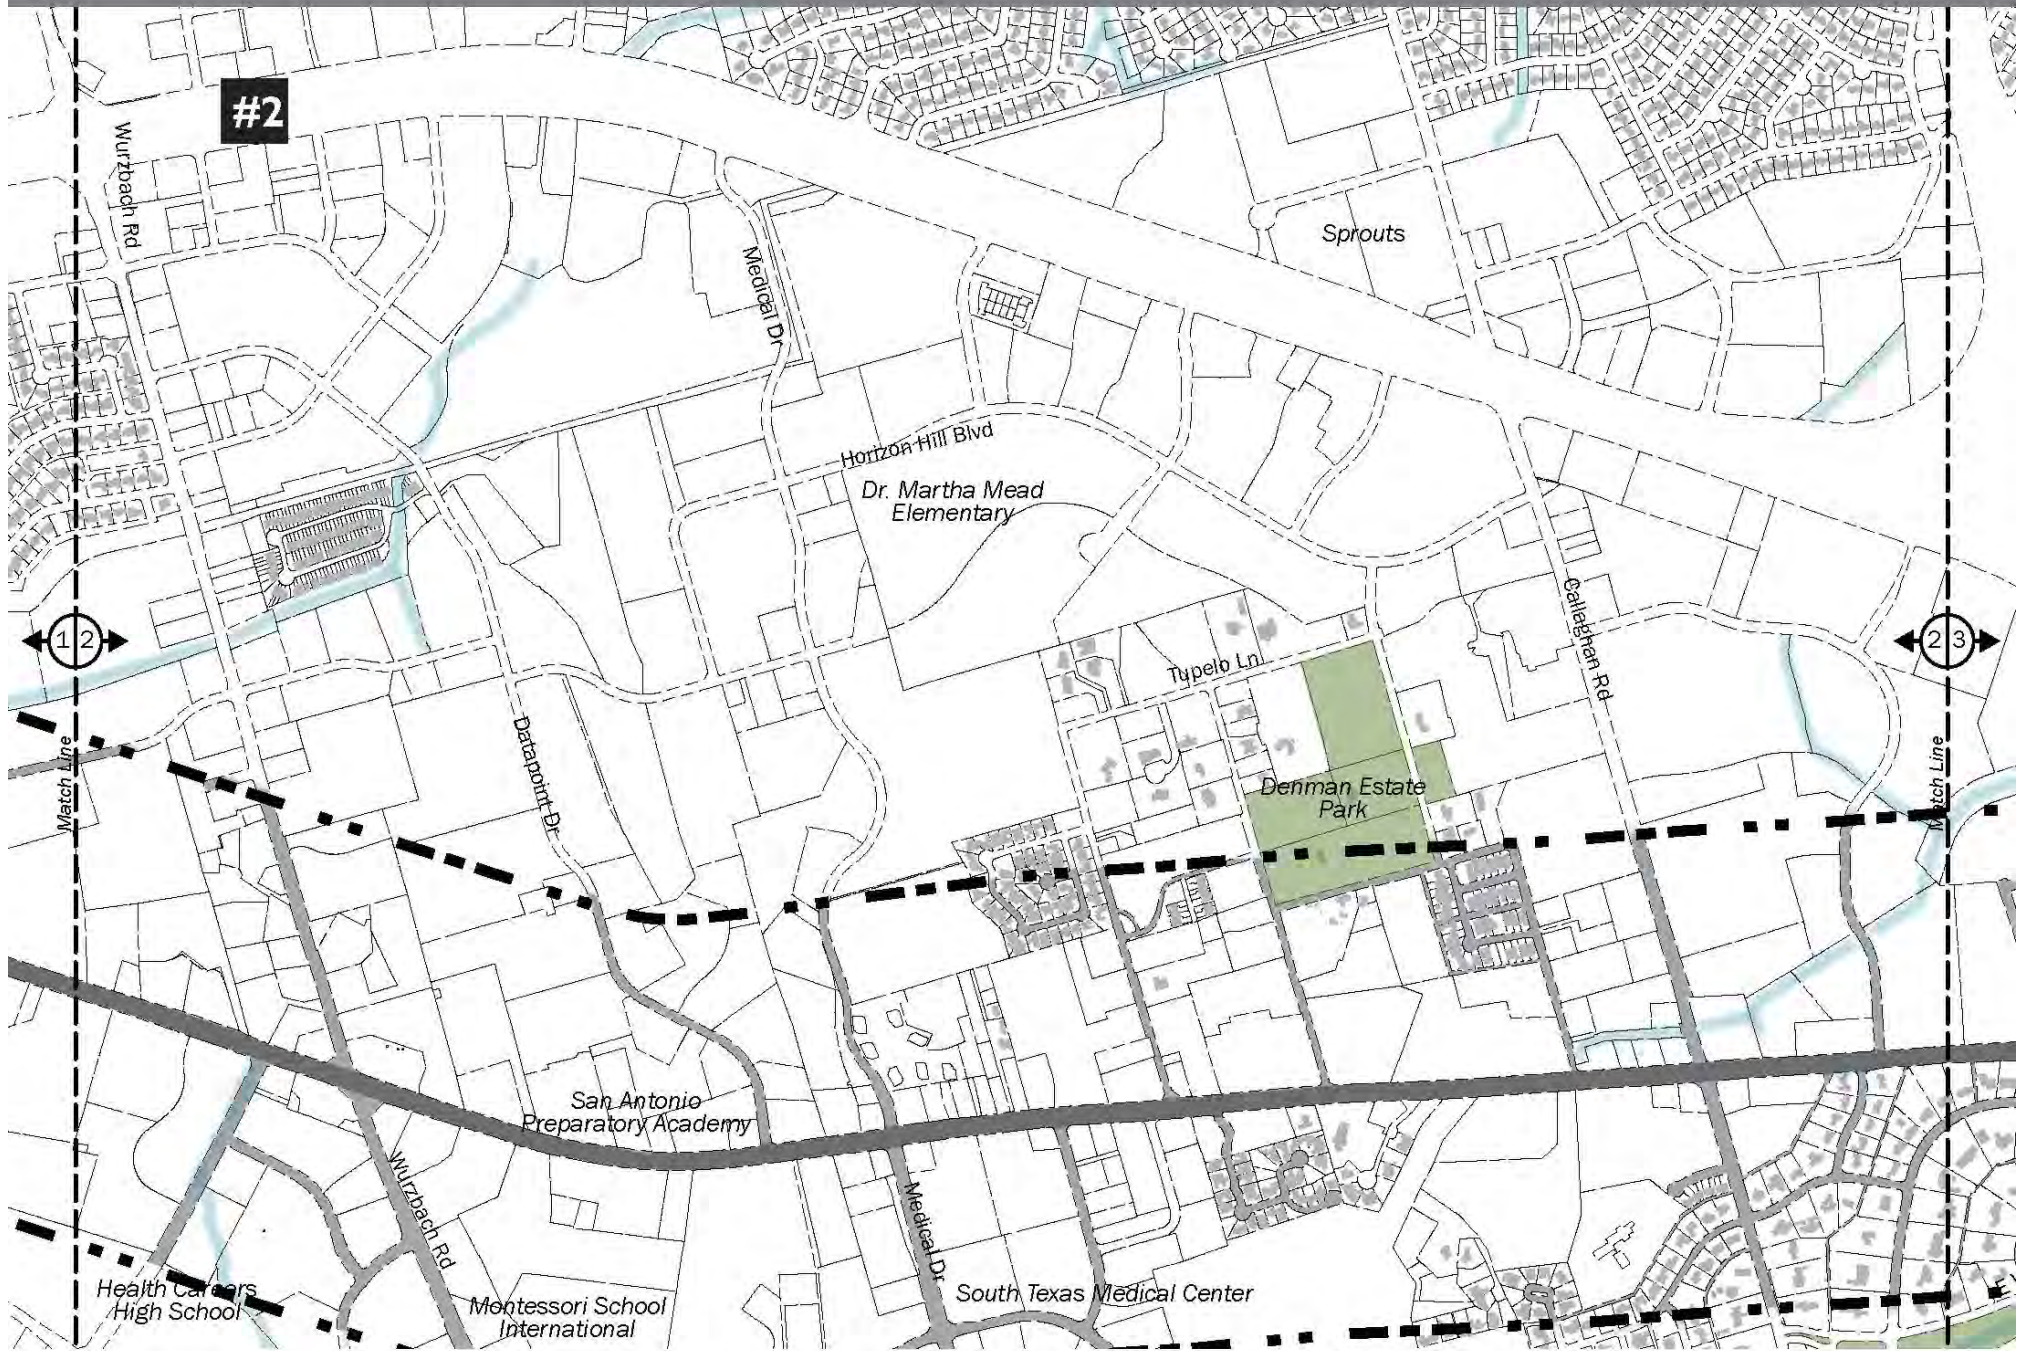 #2
Wurzbach Rd
Sprouts
Medical Dr
Horizon Hill Blvd
Dr. Martha Mead
Elementary
Callaghan Rd
1 2
2 3
Tupelo Ln
Match Line
Datapoint Dr
Denman Estate
Park
Match Line
San Antonio
Preparatory Academy
Wurzbach Rd
Medical Dr
Health Careers
High School
Montessori School
International
South Texas Medical Center